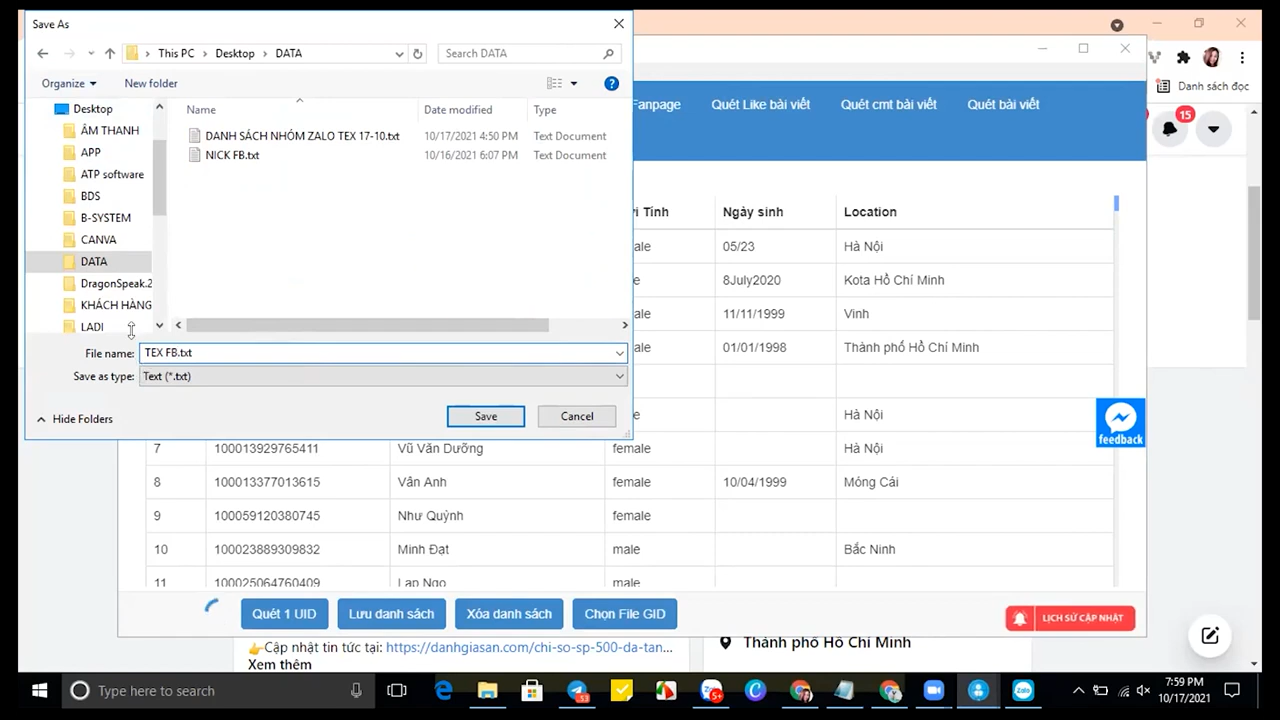 Save As
This PC > Desktop > DATA
Search DATA
Organize
New folder
Name
Date modified
Type
Desktop
ÂM THANH
APP
ATP software
BDS
B-SYSTEM
CANVA
DATA
DragonSpeak.2
KHÁCH HÀNG
LADI
DANH SÁCH NHÓM ZALO TEX 17-10.txt 10/17/2021 4:50 PM Text Document
NICK FB.txt 10/16/2021 6:07 PM Text Document
File name: TEX FB.txt
Save as type: Text (*.txt)
Hide Folders
Save
Cancel
Danh sách đọc
15
Fanpage
Quét Like bài viết
Quét cmt bài viết
Quét bài viết
Tính Ngày sinh Location
05/23 Hà Nội
8July2020 Kota Hồ Chí Minh
11/11/1999 Vinh
01/01/1998 Thành phố Hồ Chí Minh
Hà Nội
7 100013929765411 Vũ Văn Dưỡng female Hà Nội
8 100013377013615 Vân Anh female 10/04/1999 Móng Cái
9 100059120380745 Như Quỳnh female
10 100023889309832 Minh Đạt male Bắc Ninh
11 100025064760409 Lap Ngo male
feedback
Quét 1 UID
Lưu danh sách
Xóa danh sách
Chọn File GID
LỊCH SỬ CẬP NHẬT
👉Cập nhật tin tức tại: https://danhgiasan.com/chi-so-sp-500-da-tan...
Xem thêm
Thành phố Hồ Chí Minh
Type here to search
5+
Zalo
7:59 PM
10/17/2021